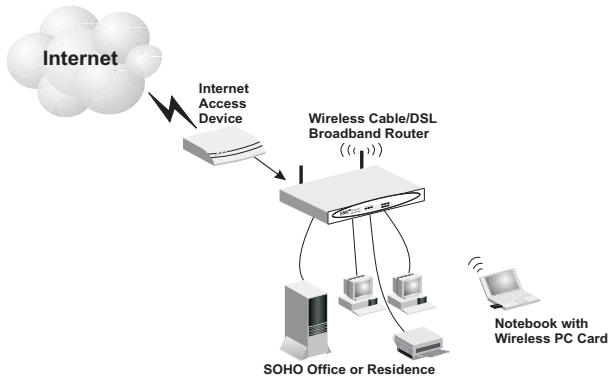 Internet
Internet
Access
Device
Wireless Cable/DSL
Broadband Router
Notebook with
Wireless PC Card
SOHO Office or Residence